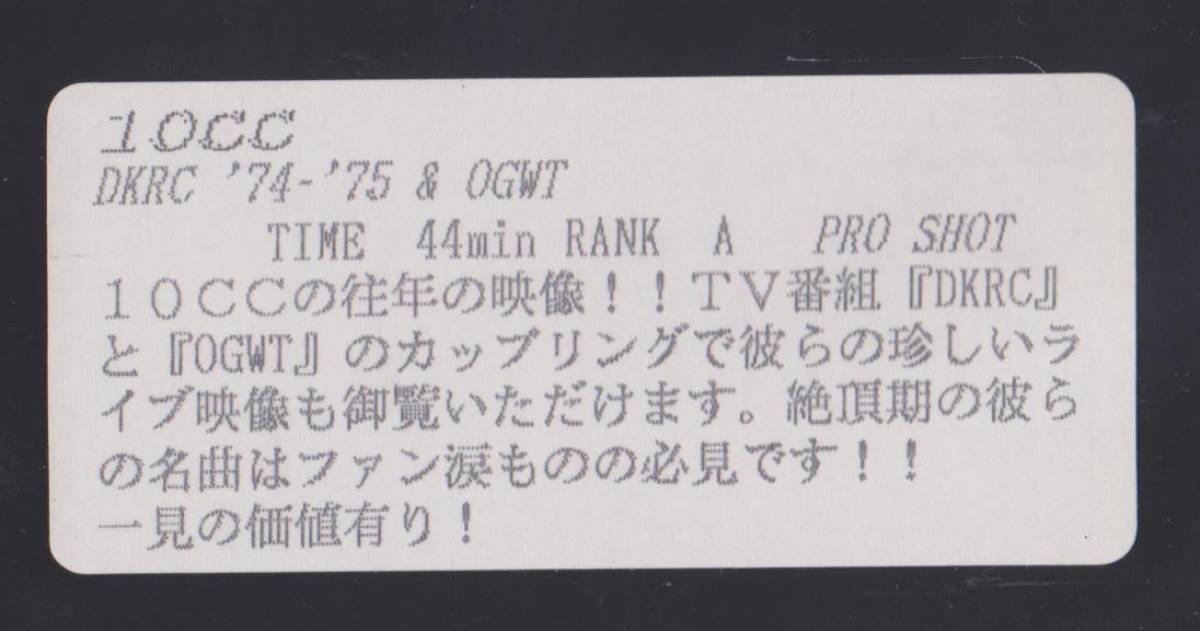 10CC
DKRC '74-'75 & OGWT
TIME 44min RANK A PRO SHOT
10CCの往年の映像!!TV番組『DKRC』
と『OGWT』のカップリングで彼らの珍しいラ
イブ映像も御覧いただけます。絶頂期の彼ら
の名曲はファン涙ものの必見です!!
一見の価値有り!